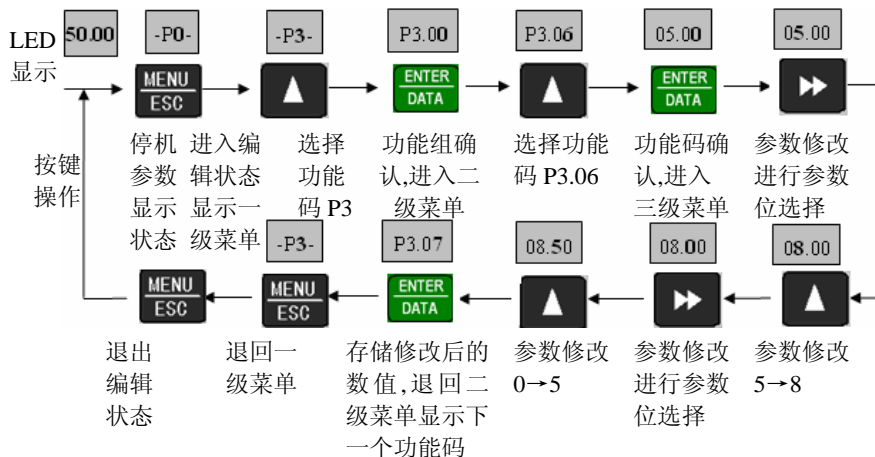 LED
显示
50.00
-P0-
-P3-
P3.00
P3.06
05.00
05.00
MENU
ESC
ENTER
DATA
ENTER
DATA
按键
操作
停机
参数
显示
状态
进入编
辑状态
显示一
级菜单
选择
功能
码 P3
功能组确
认,进入二
级菜单
选择功能
码 P3.06
功能码确
认,进入
三级菜单
参数修改
进行参数
位选择
-P3-
P3.07
08.50
08.00
08.00
MENU
ESC
MENU
ESC
ENTER
DATA
退出
编辑
状态
退回一
级菜单
存储修改后的
数值,退回二
级菜单显示下
一个功能码
参数修改
0→5
参数修改
进行参数
位选择
参数修改
5→8